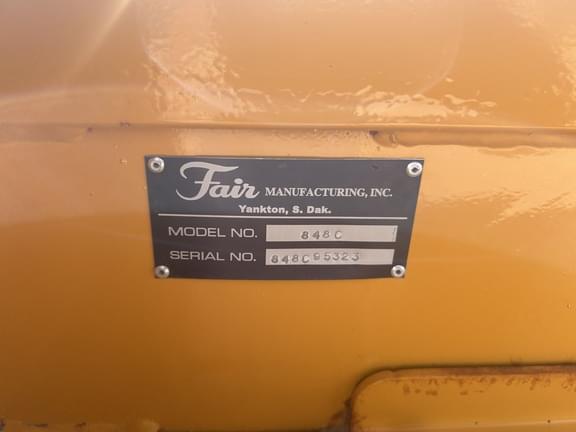 Fair MANUFACTURING, INC.
Yankton, S. Dak.
MODEL NO. 848C
SERIAL NO. 848C95323